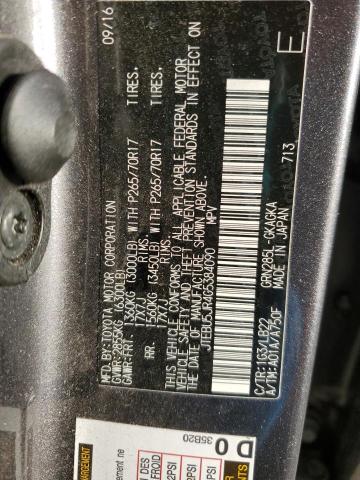 MFD. BY: TOYOTA MOTOR CORPORATION 09/16
GVWR:2855KG (6300LB)
GAWR:FRT. 1360KG (3000LB) WITH P265/70R17 TIRES,
17X7J RIMS
RR. 1560KG (3450LB) WITH P265/70R17 TIRES,
17X7J RIMS
THIS VEHICLE CONFORMS TO ALL APPLICABLE FEDERAL MOTOR
VEHICLE SAFETY AND THEFT PREVENTION STANDARDS IN EFFECT ON
THE DATE OF MANUFACTURE SHOWN ABOVE.
JTEBU5JR4G5384090 MPV
E
713
C/TR:1G3/LB22 GRN285L-GKAGKA
A/TM:A01A/A750F MADE IN JAPAN
D0
35B20